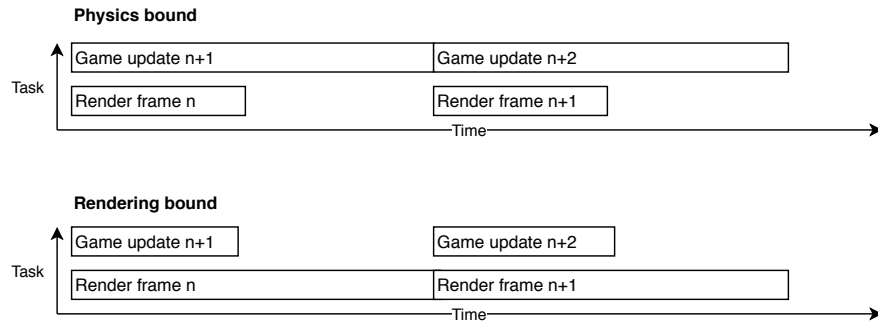 Physics bound
Game update n+1 Game update n+2
Task
Render frame n Render frame n+1
Time
Rendering bound
Game update n+1 Game update n+2
Task
Render frame n Render frame n+1
Time